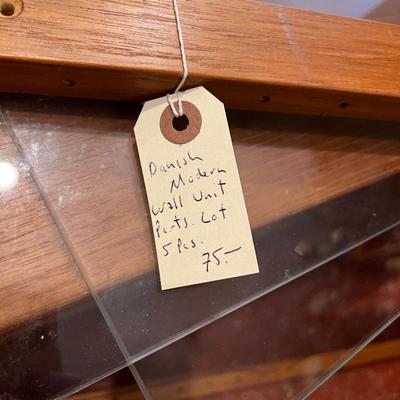 Danish
Modern
Wall Unit
Parts. Lot
5 Pcs.
75.-